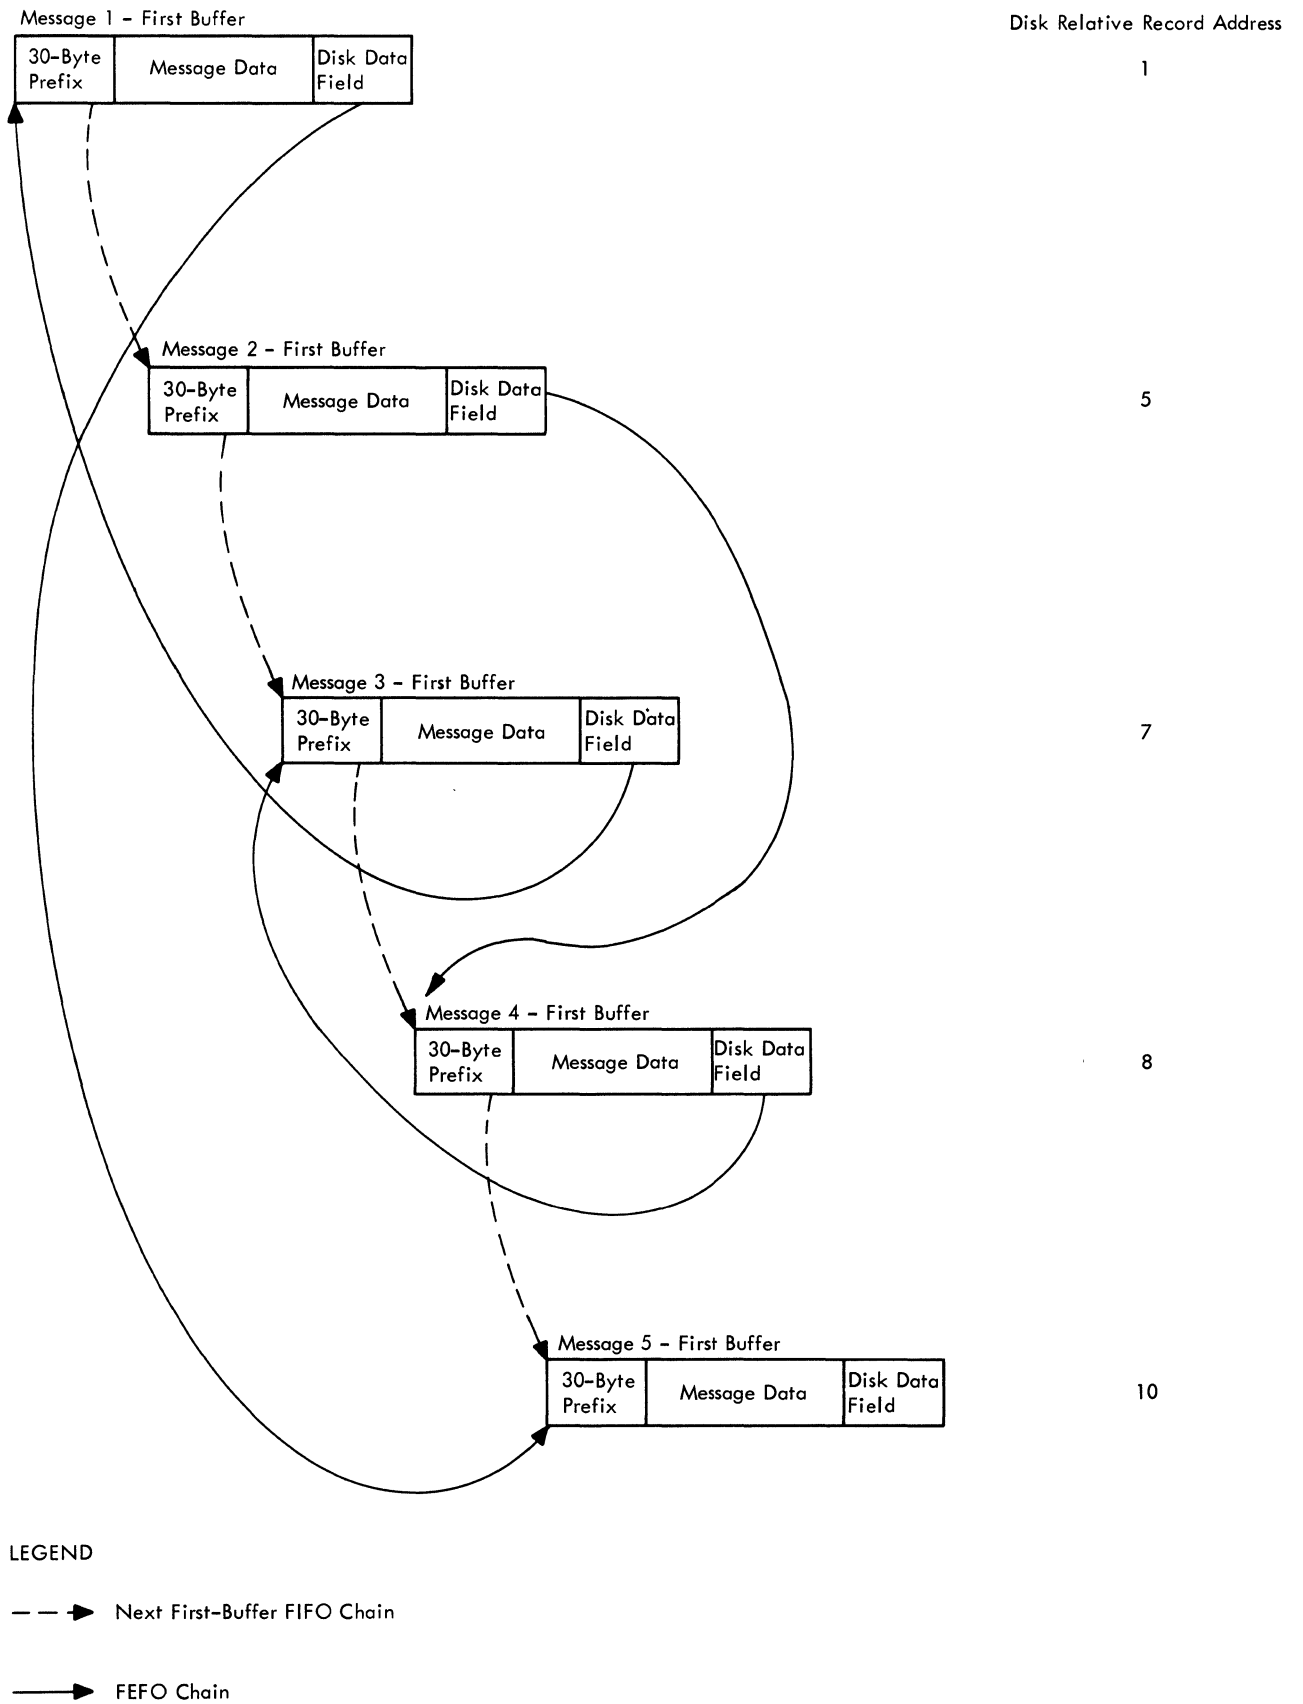 Message 1 - First Buffer
Disk Relative Record Address
30-Byte Prefix
Message Data
Disk Data Field
1
Message 2 - First Buffer
30-Byte Prefix
Message Data
Disk Data Field
5
Message 3 - First Buffer
30-Byte Prefix
Message Data
Disk Data Field
7
Message 4 - First Buffer
30-Byte Prefix
Message Data
Disk Data Field
8
Message 5 - First Buffer
30-Byte Prefix
Message Data
Disk Data Field
10
LEGEND
Next First-Buffer FIFO Chain
FEFO Chain